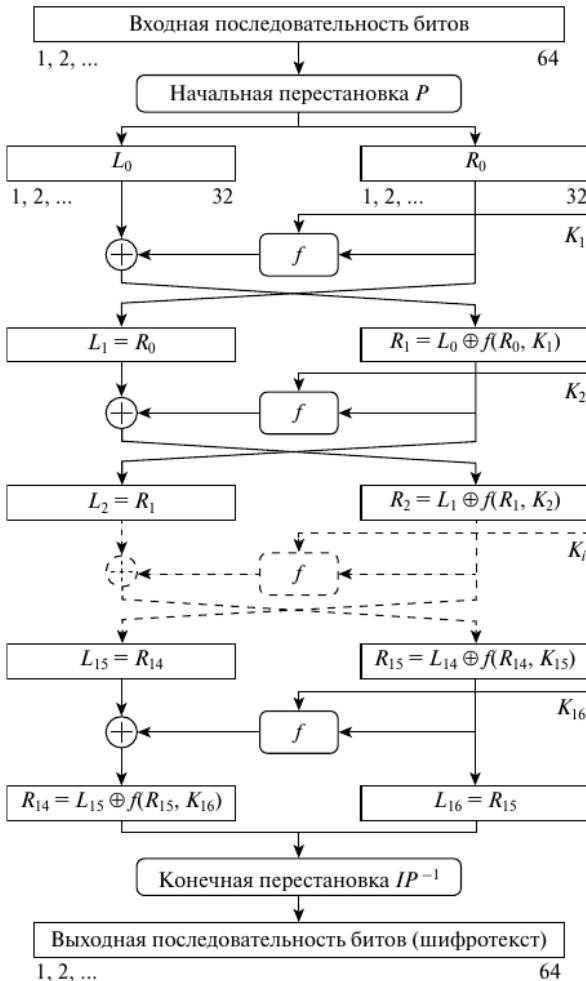 Входная последовательность битов
1, 2, ... 64
Начальная перестановка P
L₀ R₀
1, 2, ... 32 1, 2, ... 32
K₁
f
L₁ = R₀ R₁ = L₀ ⊕ f(R₀, K₁)
K₂
f
L₂ = R₁ R₂ = L₁ ⊕ f(R₁, K₂)
Kᵢ
f
L₁₅ = R₁₄ R₁₅ = L₁₄ ⊕ f(R₁₄, K₁₅)
K₁₆
f
R₁₄ = L₁₅ ⊕ f(R₁₅, K₁₆) L₁₆ = R₁₅
Конечная перестановка IP⁻¹
Выходная последовательность битов (шифротекст)
1, 2, ... 64